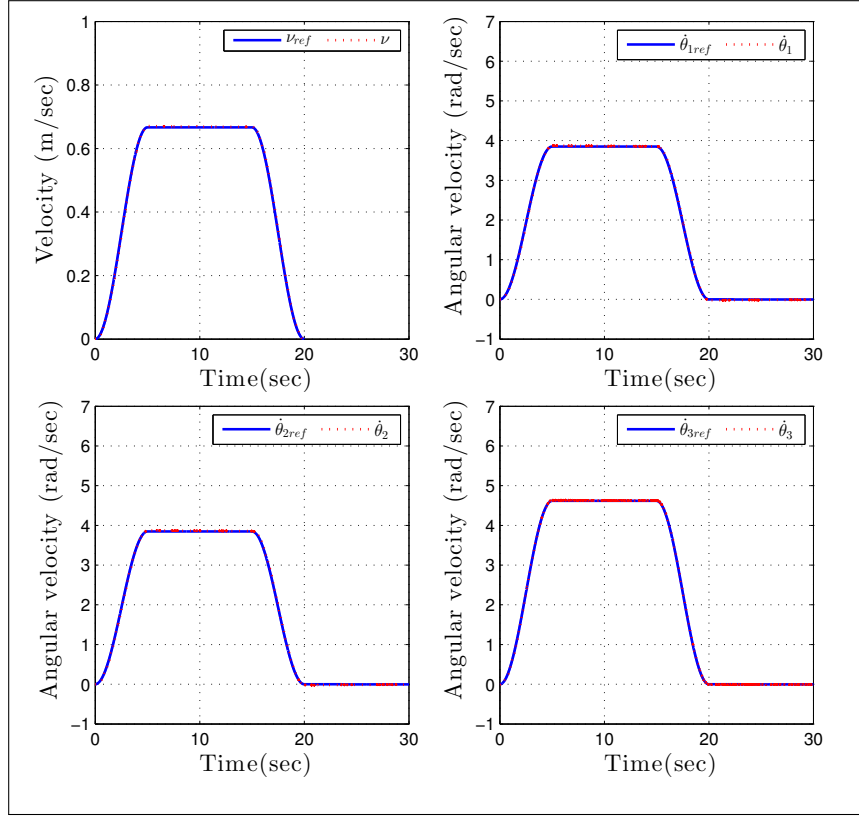 ν_ref ν
1
0.8
0.6
0.4
0.2
0
0 10 20 30
Velocity (m/sec)
Time(sec)
θ̇_1ref θ̇_1
7
6
5
4
3
2
1
0
−1
0 10 20 30
Angular velocity (rad/sec)
Time(sec)
θ̇_2ref θ̇_2
7
6
5
4
3
2
1
0
−1
0 10 20 30
Angular velocity (rad/sec)
Time(sec)
θ̇_3ref θ̇_3
7
6
5
4
3
2
1
0
−1
0 10 20 30
Angular velocity (rad/sec)
Time(sec)